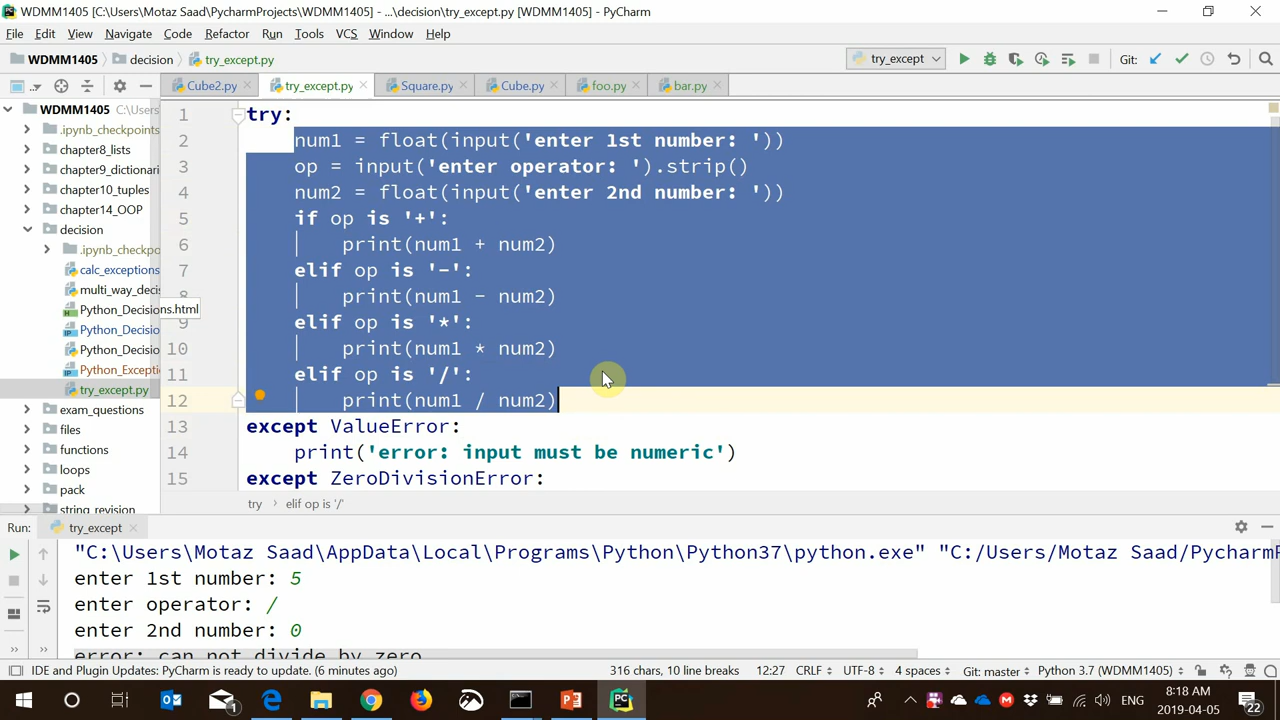 WDMM1405 [C:\Users\Motaz Saad\PycharmProjects\WDMM1405] - ...\decision\try_except.py [WDMM1405] - PyCharm
File Edit View Navigate Code Refactor Run Tools VCS Window Help
WDMM1405 decision try_except.py try_except Git:
Cube2.py try_except.py Square.py Cube.py foo.py bar.py
WDMM1405 C:\Users
.ipynb_checkpoints
chapter8_lists
chapter9_dictionari
chapter10_tuples
chapter14_OOP
decision
.ipynb_checkpo
calc_exceptions
multi_way_deci
Python_Decisions.html
Python_Decisio
Python_Decisio
Python_Excepti
try_except.py
exam_questions
files
functions
loops
pack
string_revision
1 try:
2 num1 = float(input('enter 1st number: '))
3 op = input('enter operator: ').strip()
4 num2 = float(input('enter 2nd number: '))
5 if op is '+':
6 print(num1 + num2)
7 elif op is '-':
8 print(num1 - num2)
9 elif op is '*':
10 print(num1 * num2)
11 elif op is '/':
12 print(num1 / num2)
13 except ValueError:
14 print('error: input must be numeric')
15 except ZeroDivisionError:
try elif op is '/'
Run: try_except
"C:\Users\Motaz Saad\AppData\Local\Programs\Python\Python37\python.exe" "C:/Users/Motaz Saad/PycharmP
enter 1st number: 5
enter operator: /
enter 2nd number: 0
error: can not divide by zero
IDE and Plugin Updates: PyCharm is ready to update. (6 minutes ago) 316 chars, 10 line breaks 12:27 CRLF UTF-8 4 spaces Git: master Python 3.7 (WDMM1405)
ENG 8:18 AM
2019-04-05 22